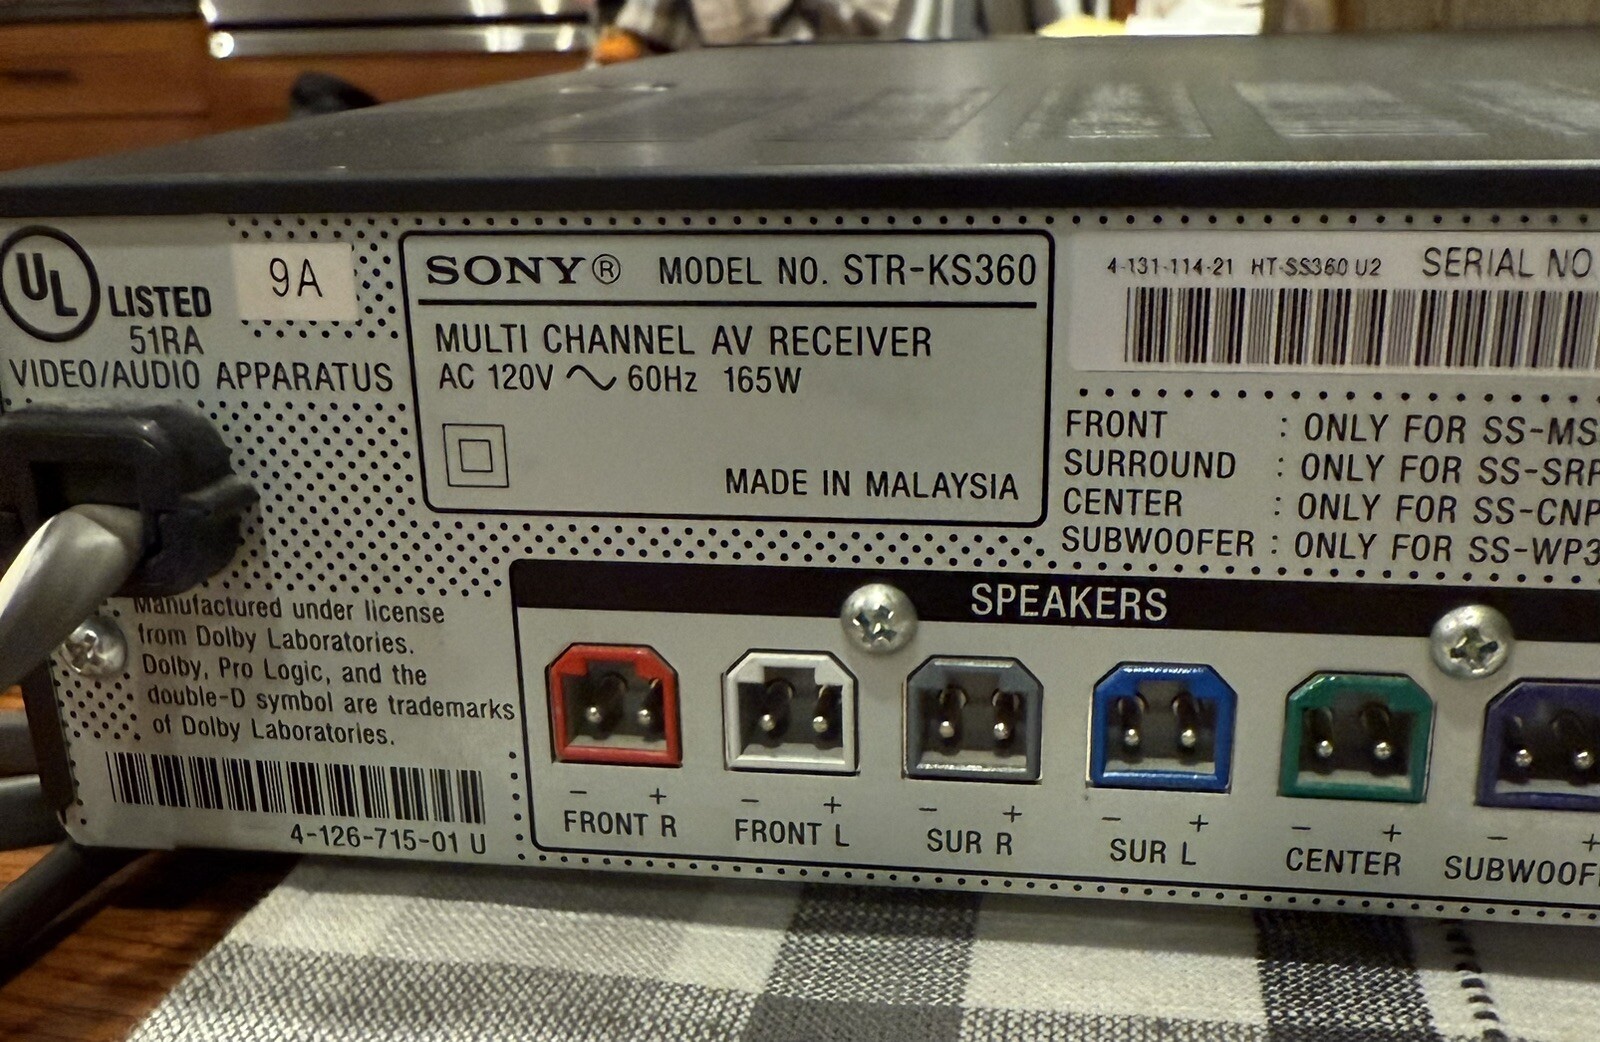 UL LISTED
51RA
VIDEO/AUDIO APPARATUS
9A
SONY® MODEL NO. STR-KS360
MULTI CHANNEL AV RECEIVER
AC 120V ~ 60Hz 165W
MADE IN MALAYSIA
4-131-114-21 HT-SS360 U2 SERIAL NO
FRONT : ONLY FOR SS-MS
SURROUND : ONLY FOR SS-SRP
CENTER : ONLY FOR SS-CNP
SUBWOOFER : ONLY FOR SS-WP3
Manufactured under license
from Dolby Laboratories.
Dolby, Pro Logic, and the
double-D symbol are trademarks
of Dolby Laboratories.
4-126-715-01 U
SPEAKERS
− + − + − + − + − + − +
FRONT R FRONT L SUR R SUR L CENTER SUBWOOF